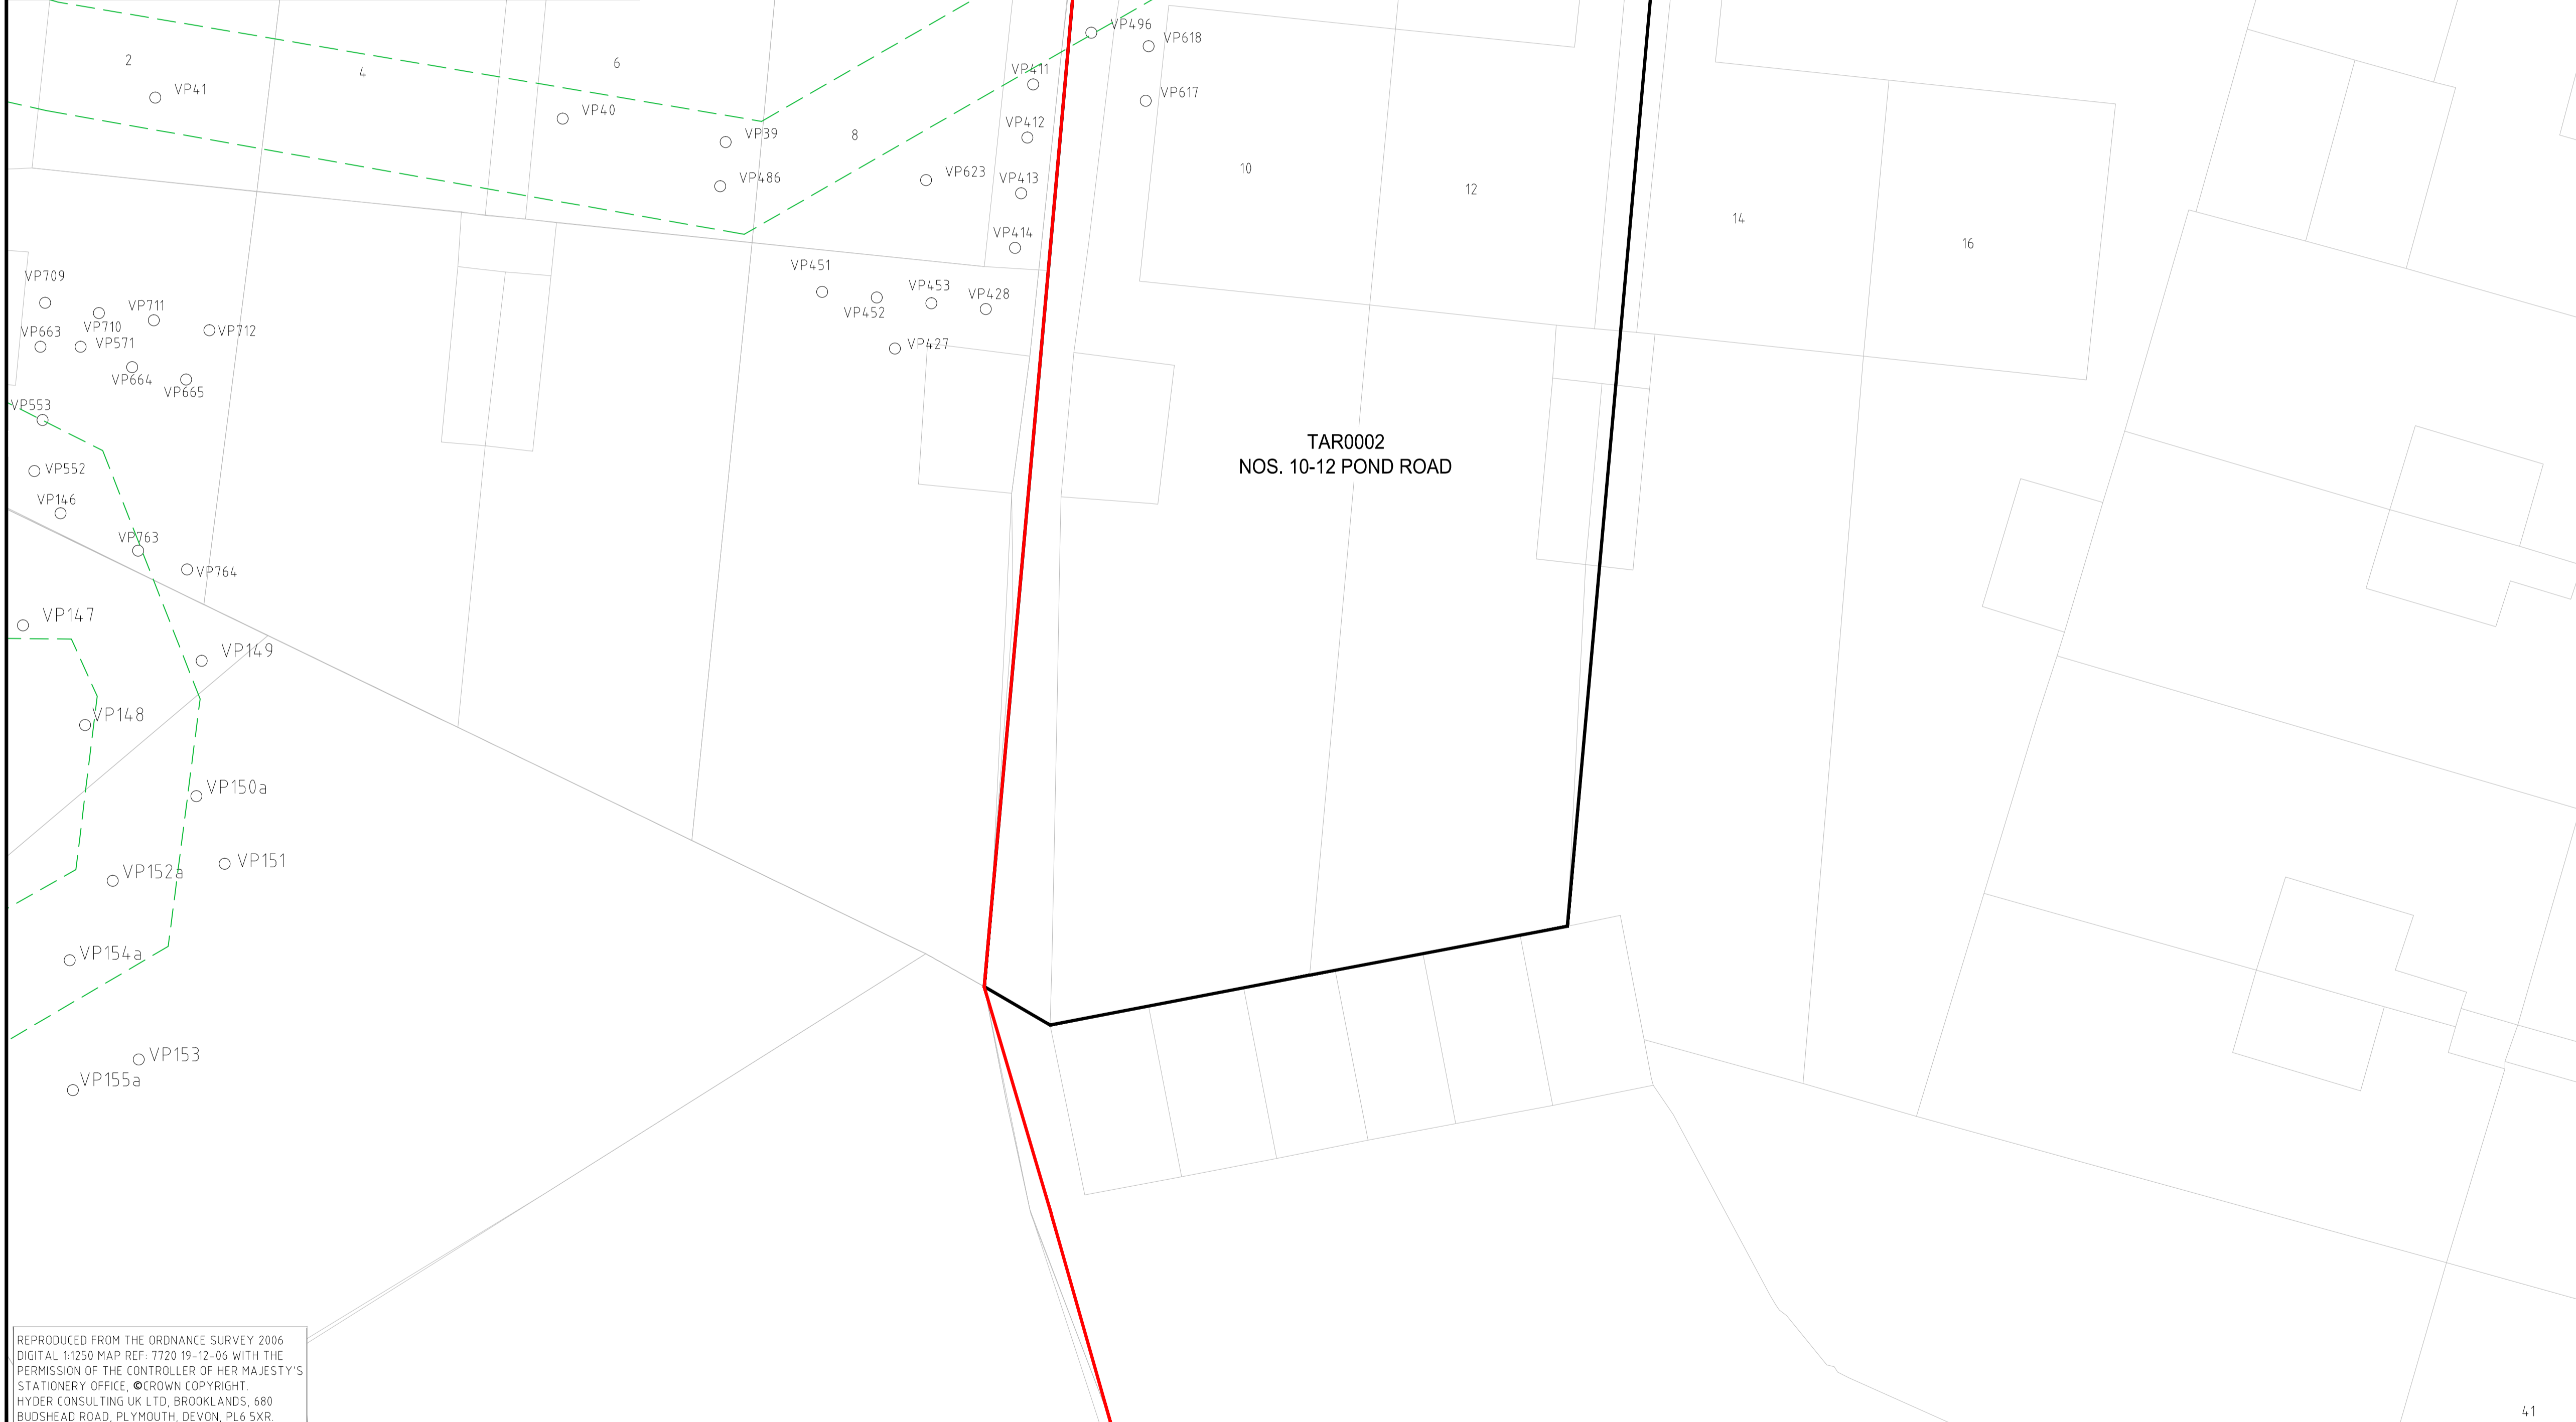 2
4
6
VP41
VP40
VP39
VP486
8
VP623
VP411
VP412
VP413
VP414
VP496
VP618
VP617
10
12
14
16
VP451
VP452
VP453
VP428
VP427
VP709
VP710
VP711
VP712
VP663
VP571
VP664
VP665
VP553
VP552
VP146
VP763
VP764
VP147
VP149
VP148
VP150a
VP151
VP152a
VP154a
VP153
VP155a
TAR0002
NOS. 10-12 POND ROAD
REPRODUCED FROM THE ORDNANCE SURVEY 2006
DIGITAL 1:1250 MAP REF: 7720 19-12-06 WITH THE
PERMISSION OF THE CONTROLLER OF HER MAJESTY'S
STATIONERY OFFICE, ©CROWN COPYRIGHT.
HYDER CONSULTING UK LTD, BROOKLANDS, 680
BUDSHEAD ROAD, PLYMOUTH, DEVON, PL6 5XR.
41